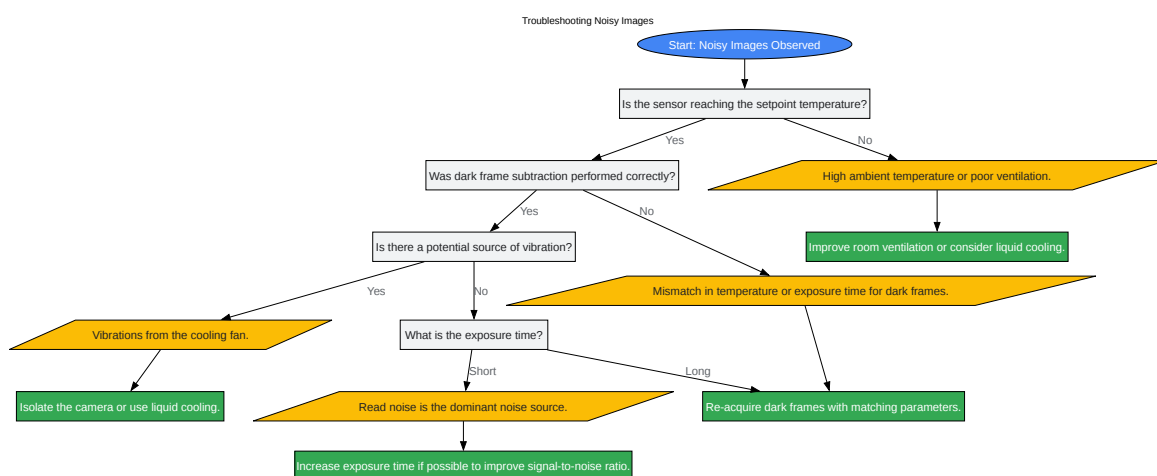 Troubleshooting Noisy Images
Start: Noisy Images Observed
Is the sensor reaching the setpoint temperature?
Yes
No
Was dark frame subtraction performed correctly?
High ambient temperature or poor ventilation.
Yes
No
Is there a potential source of vibration?
Improve room ventilation or consider liquid cooling.
Yes
No
Mismatch in temperature or exposure time for dark frames.
Vibrations from the cooling fan.
What is the exposure time?
Short
Long
Isolate the camera or use liquid cooling.
Read noise is the dominant noise source.
Re-acquire dark frames with matching parameters.
Increase exposure time if possible to improve signal-to-noise ratio.